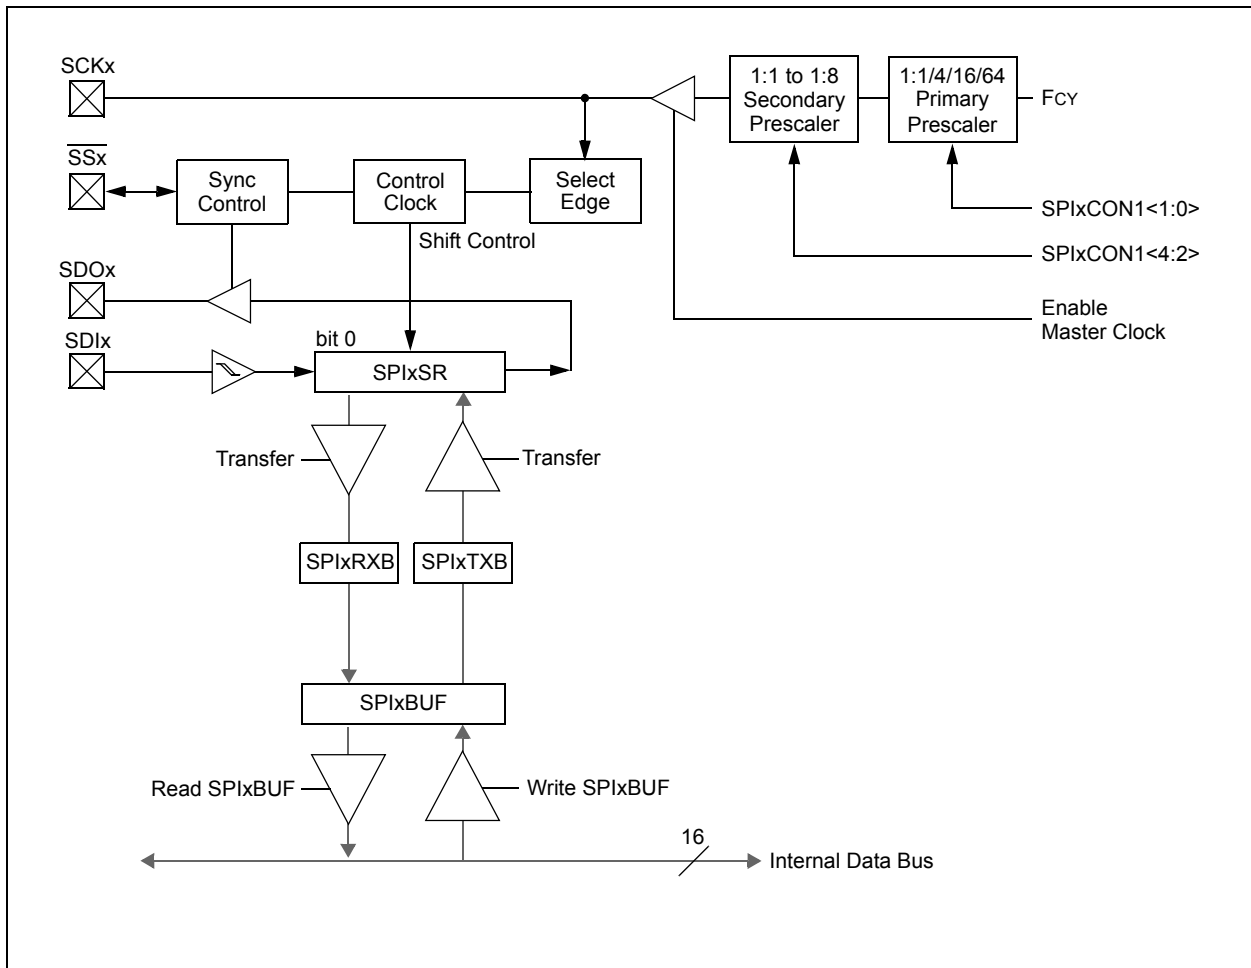 SCKx
1:1 to 1:8
Secondary
Prescaler
1:1/4/16/64
Primary
Prescaler
FCY
SSx
Sync
Control
Control
Clock
Select
Edge
SPIxCON1<1:0>
Shift Control
SPIxCON1<4:2>
SDOx
Enable
Master Clock
SDIx
bit 0
SPIxSR
Transfer
Transfer
SPIxRXB
SPIxTXB
SPIxBUF
Read SPIxBUF
Write SPIxBUF
16
Internal Data Bus